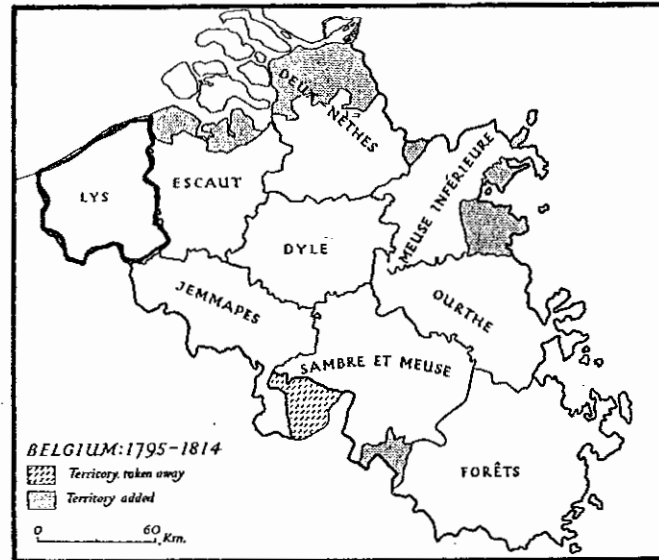 DEUX-NÈTHES
MEUSE INFÉRIEURE
LYS
ESCAUT
DYLE
JEMMAPES
OURTHE
SAMBRE ET MEUSE
FORÊTS
BELGIUM: 1795-1814
Territory taken away
Territory added
0 60 Km.